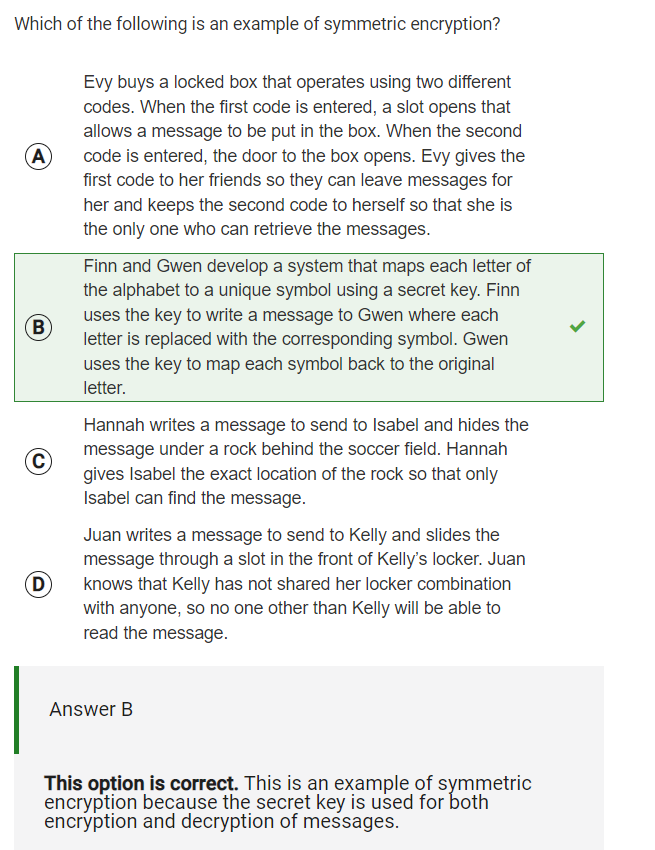 Which of the following is an example of symmetric encryption?
Evy buys a locked box that operates using two different
codes. When the first code is entered, a slot opens that
allows a message to be put in the box. When the second
A code is entered, the door to the box opens. Evy gives the
first code to her friends so they can leave messages for
her and keeps the second code to herself so that she is
the only one who can retrieve the messages.
Finn and Gwen develop a system that maps each letter of
the alphabet to a unique symbol using a secret key. Finn
uses the key to write a message to Gwen where each
B letter is replaced with the corresponding symbol. Gwen
uses the key to map each symbol back to the original
letter.
Hannah writes a message to send to Isabel and hides the
message under a rock behind the soccer field. Hannah
C gives Isabel the exact location of the rock so that only
Isabel can find the message.
Juan writes a message to send to Kelly and slides the
message through a slot in the front of Kelly’s locker. Juan
D knows that Kelly has not shared her locker combination
with anyone, so no one other than Kelly will be able to
read the message.
Answer B
This option is correct. This is an example of symmetric
encryption because the secret key is used for both
encryption and decryption of messages.